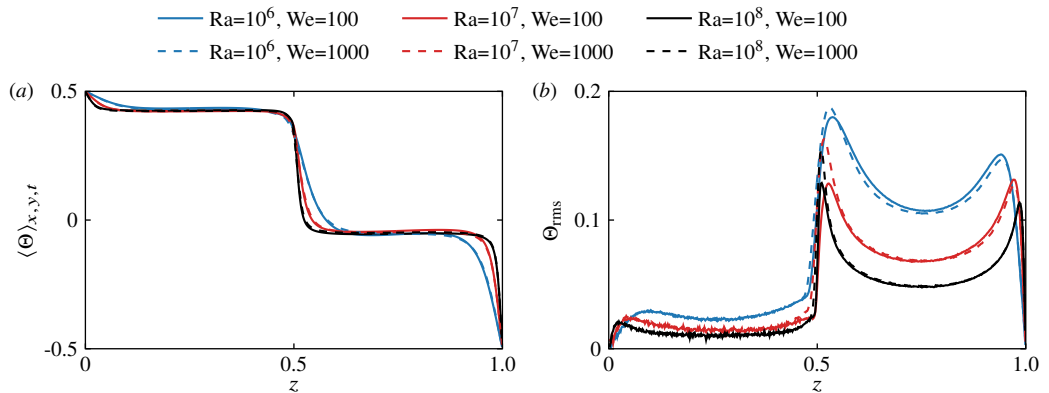 Ra=10⁶, We=100 Ra=10⁷, We=100 Ra=10⁸, We=100
Ra=10⁶, We=1000 Ra=10⁷, We=1000 Ra=10⁸, We=1000
(a) (b)
0.5
0
-0.5
⟨Θ⟩x,y,t
0 0.5 1.0
z
0.2
0.1
0
Θrms
0 0.5 1.0
z